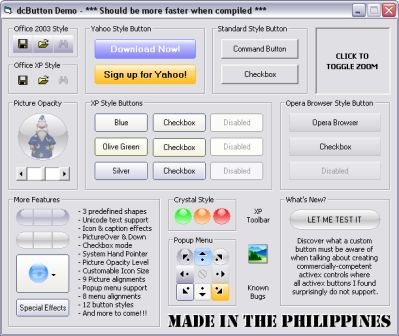 dcButton Demo - *** Should be more faster when compiled ***
Office 2003 Style
Office XP Style
Yahoo Style Button
Download Now!
Sign up for Yahoo!
Standard Style Button
Command Button
Checkbox
CLICK TO
TOGGLE ZOOM
Picture Opacity
XP Style Buttons
Blue
Checkbox
Disabled
Olive Green
Checkbox
Disabled
Silver
Checkbox
Disabled
Opera Browser Style Button
Opera Browser
Checkbox
Disabled
More Features
Special Effects
- 3 predefined shapes
- Unicode text support
- Icon & caption effects
- PictureOver & Down
- Checkbox mode
- System Hand Pointer
- Picture Opacity Level
- Customable Icon Size
- 9 Picture alignments
- Popup menu support
- 8 menu alignments
- 12 button styles
- And more to come!!!
Crystal Style
Popup Menu
XP
Toolbar
Known
Bugs
What's New?
LET ME TEST IT
Discover what a custom
button must be aware of
when talking about creating
commercially-competent
activex controls where
all activex buttons I found
surprisingly do not support.
MADE IN THE PHILIPPINES